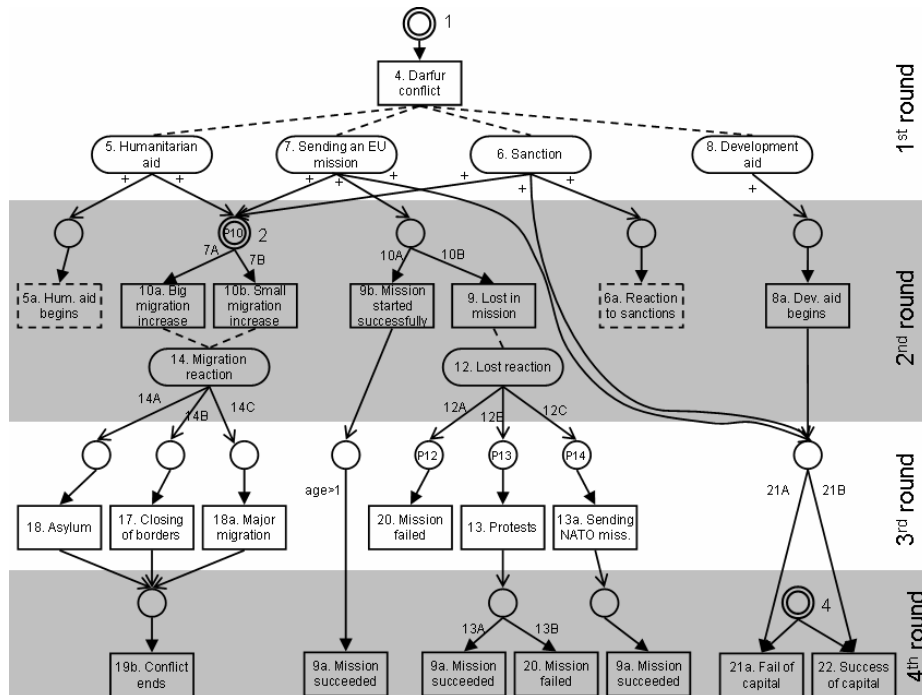 1
4. Darfur
conflict
1st round
5. Humanitarian
aid
7. Sending an EU
mission
6. Sanction
8. Development
aid
+ + + + + + + +
P10
2
7A
7B
10A
10B
5a. Hum. aid
begins
10a. Big
migration
increase
10b. Small
migration
increase
9b. Mission
started
successfully
9. Lost in
mission
6a. Reaction
to sanctions
8a. Dev. aid
begins
2nd round
14. Migration
reaction
12. Lost reaction
14A
14B
14C
12A
12B
12C
P12
P13
P14
age>1
21A
21B
18. Asylum
17. Closing
of borders
18a. Major
migration
20. Mission
failed
13. Protests
13a. Sending
NATO miss.
3rd round
4
13A
13B
19b. Conflict
ends
9a. Mission
succeeded
9a. Mission
succeeded
20. Mission
failed
9a. Mission
succeeded
21a. Fail of
capital
22. Success
of capital
4th round